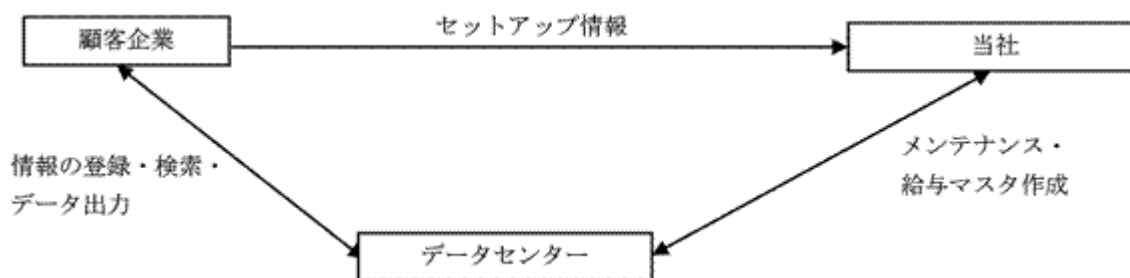 顧客企業
セットアップ情報
当社
情報の登録・検索・
データ出力
メンテナンス・
給与マスタ作成
データセンター